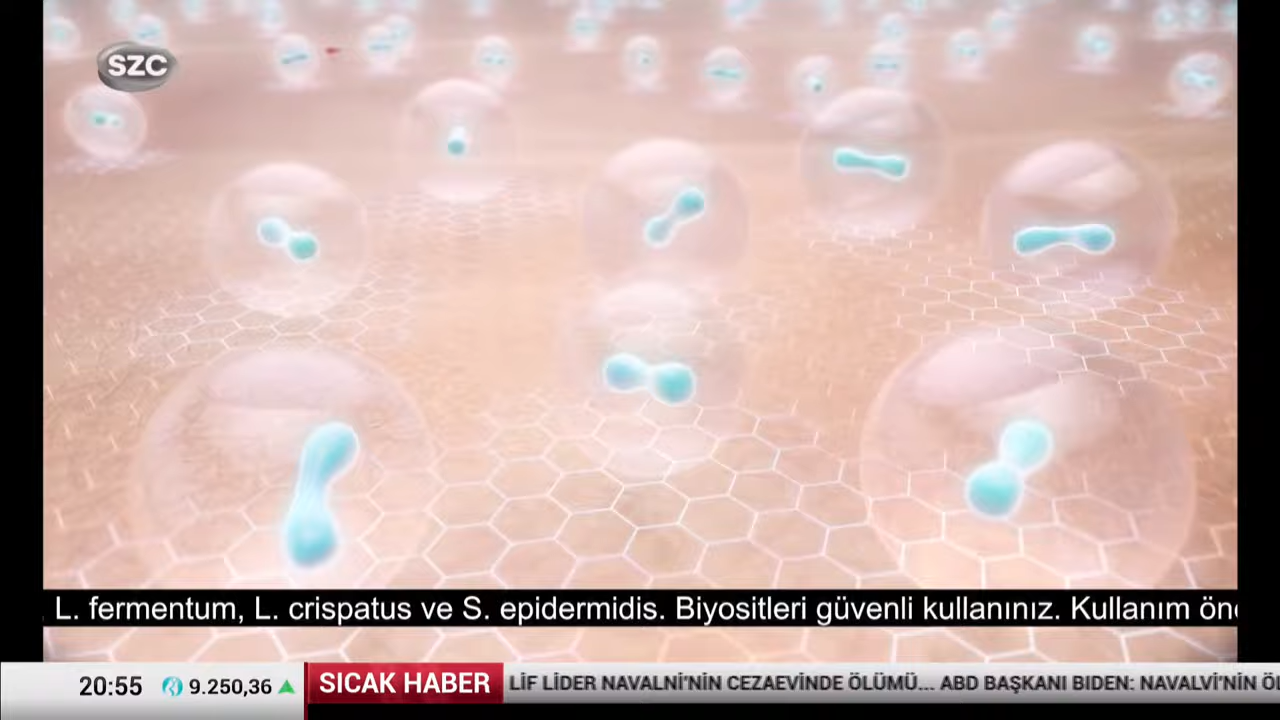 SZC
L. fermentum, L. crispatus ve S. epidermidis. Biyositleri güvenli kullanınız. Kullanım
20:55 9.250,36 SICAK HABER LİF LİDER NAVALNİ'NİN CEZAEVİNDE ÖLÜMÜ... ABD BAŞKANI BIDEN: NAVALVİ'NİN